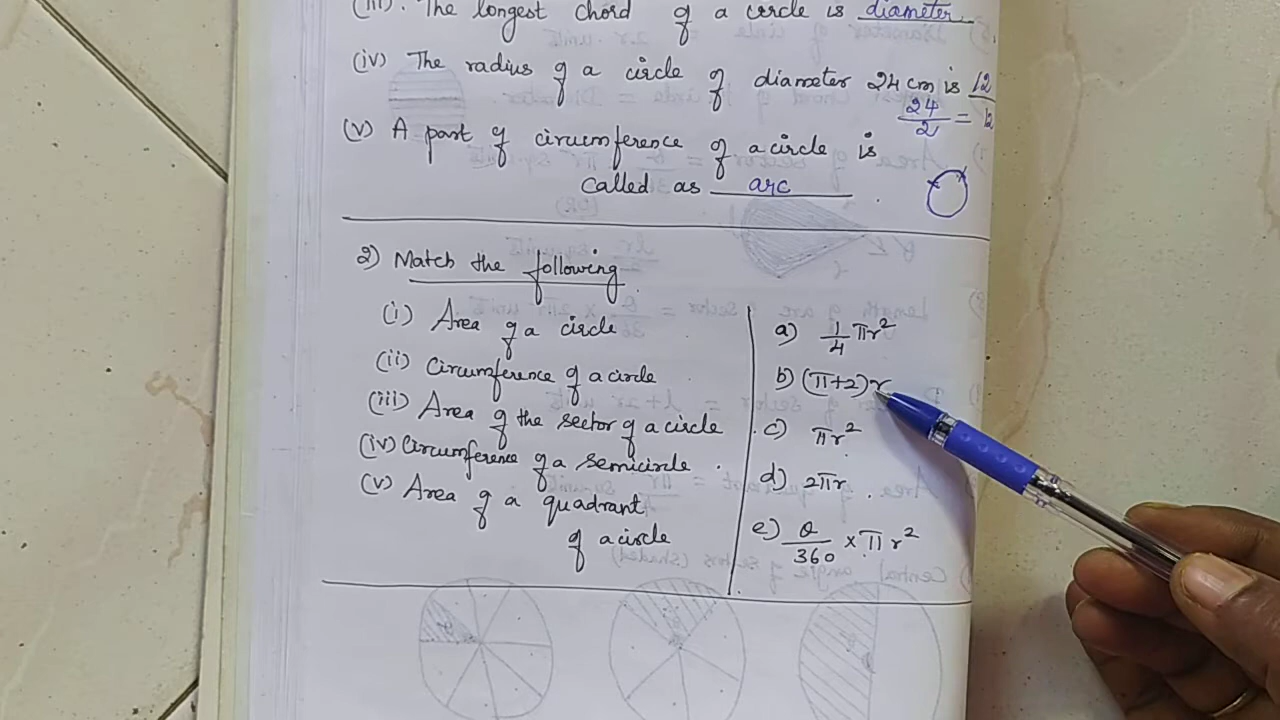 (iii). The longest chord of a circle is diameter.
(iv) The radius of a circle of diameter 24 cm is 12
24/2 = 12
(v) A part of circumference of a circle is
called as arc .
2) Match the following.
(i) Area of a circle
a) 1/4 πr²
(ii) Circumference of a circle
b) (π+2)r
(iii) Area of the sector of a circle
c) πr²
(iv) Circumference of a semicircle .
d) 2πr .
(v) Area of a quadrant
of a circle
e) θ/360 × πr²